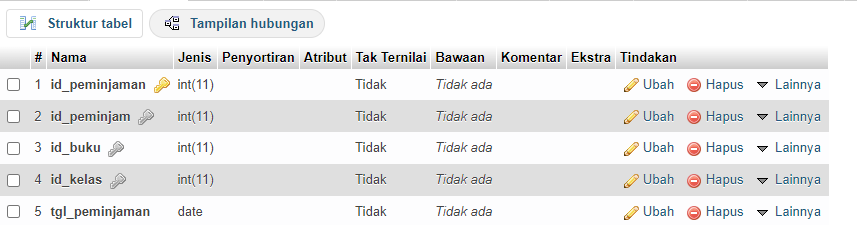 Struktur tabel Tampilan hubungan
# Nama Jenis Penyortiran Atribut Tak Ternilai Bawaan Komentar Ekstra Tindakan
1 id_peminjaman int(11) Tidak Tidak ada Ubah Hapus Lainnya
2 id_peminjam int(11) Tidak Tidak ada Ubah Hapus Lainnya
3 id_buku int(11) Tidak Tidak ada Ubah Hapus Lainnya
4 id_kelas int(11) Tidak Tidak ada Ubah Hapus Lainnya
5 tgl_peminjaman date Tidak Tidak ada Ubah Hapus Lainnya